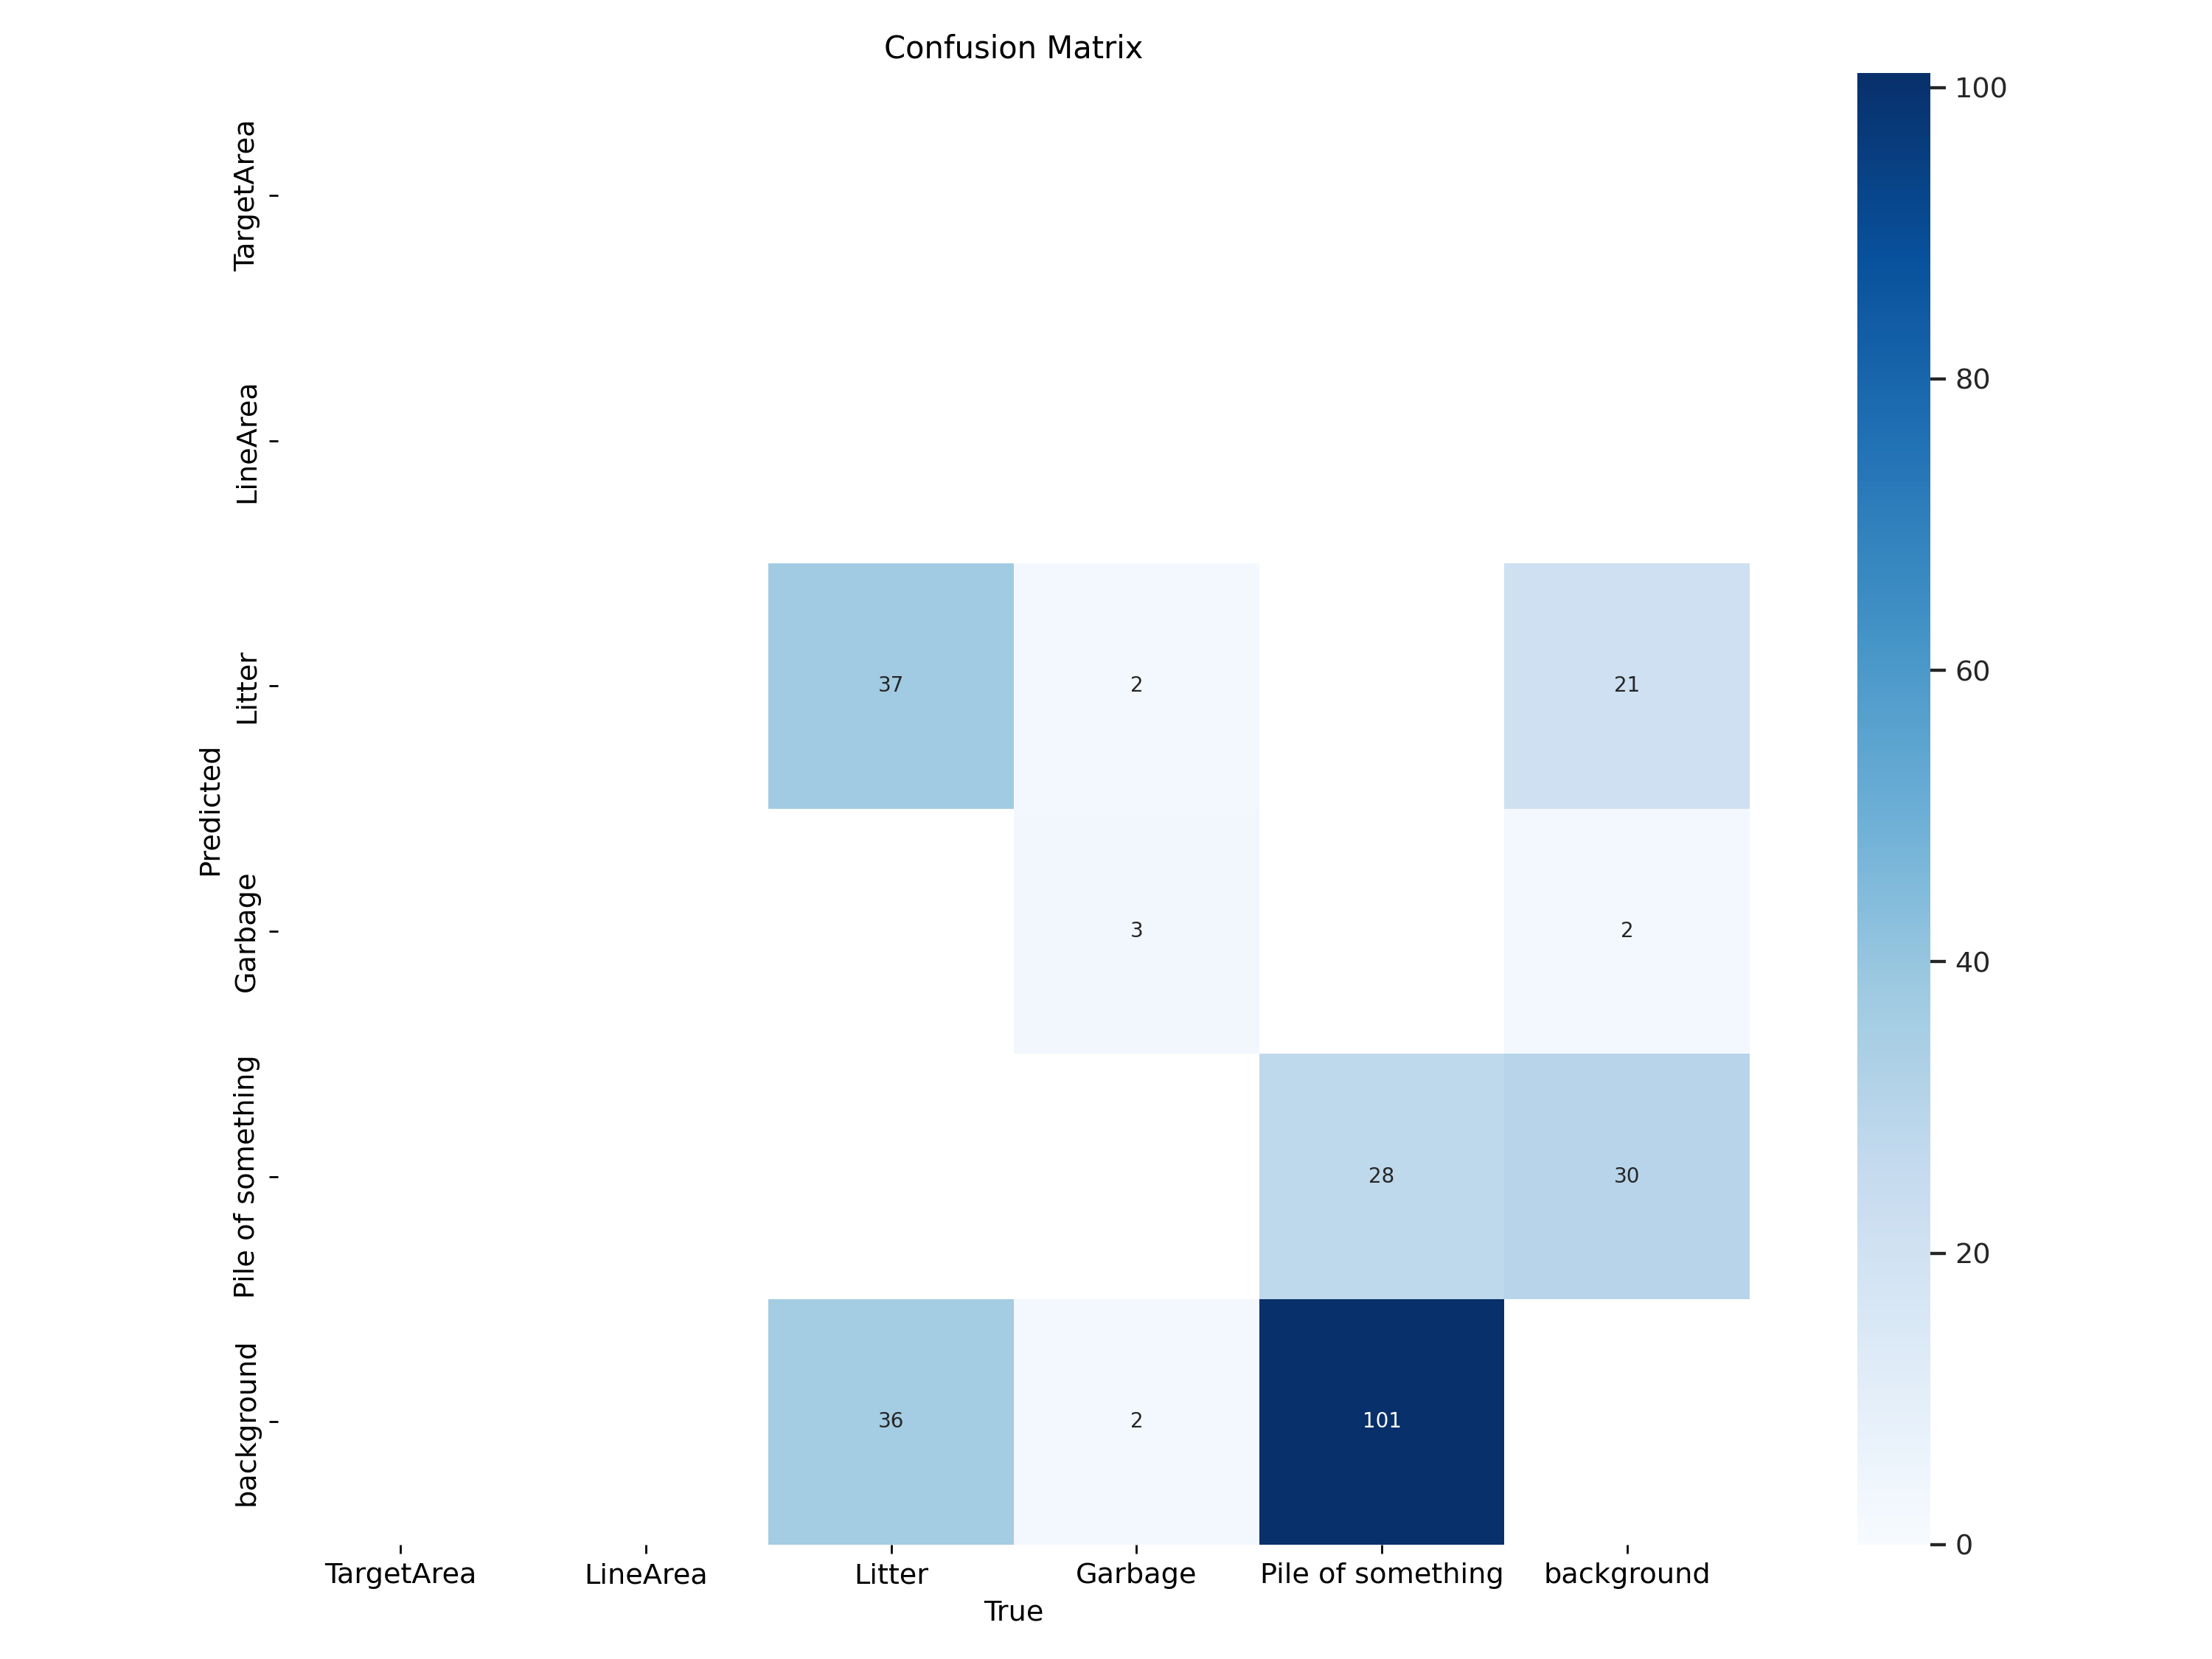 Confusion Matrix
TargetArea
LineArea
Litter
Garbage
Pile of something
background
Predicted
37 2 21
3 2
28 30
36 2 101
TargetArea LineArea Litter Garbage Pile of something background
True
100
80
60
40
20
0